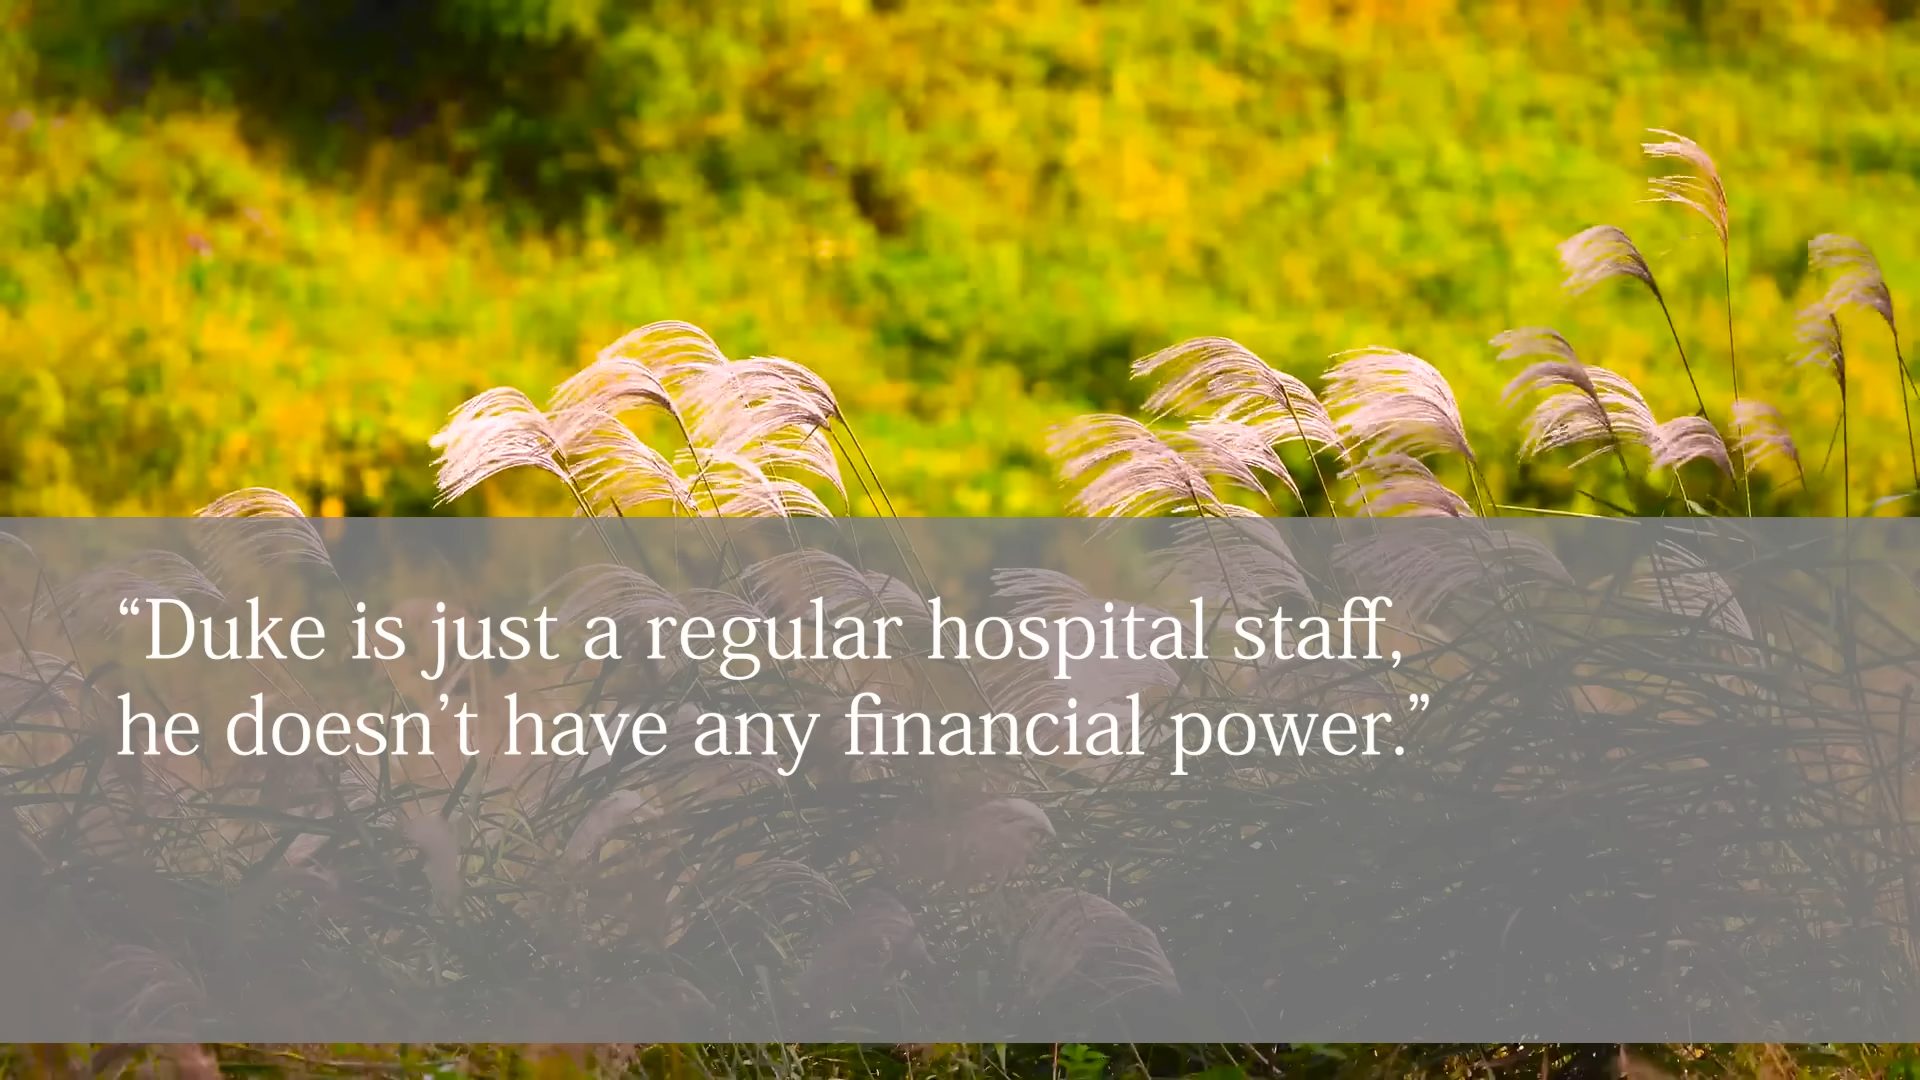 “Duke is just a regular hospital staff,
he doesn’t have any financial power.”